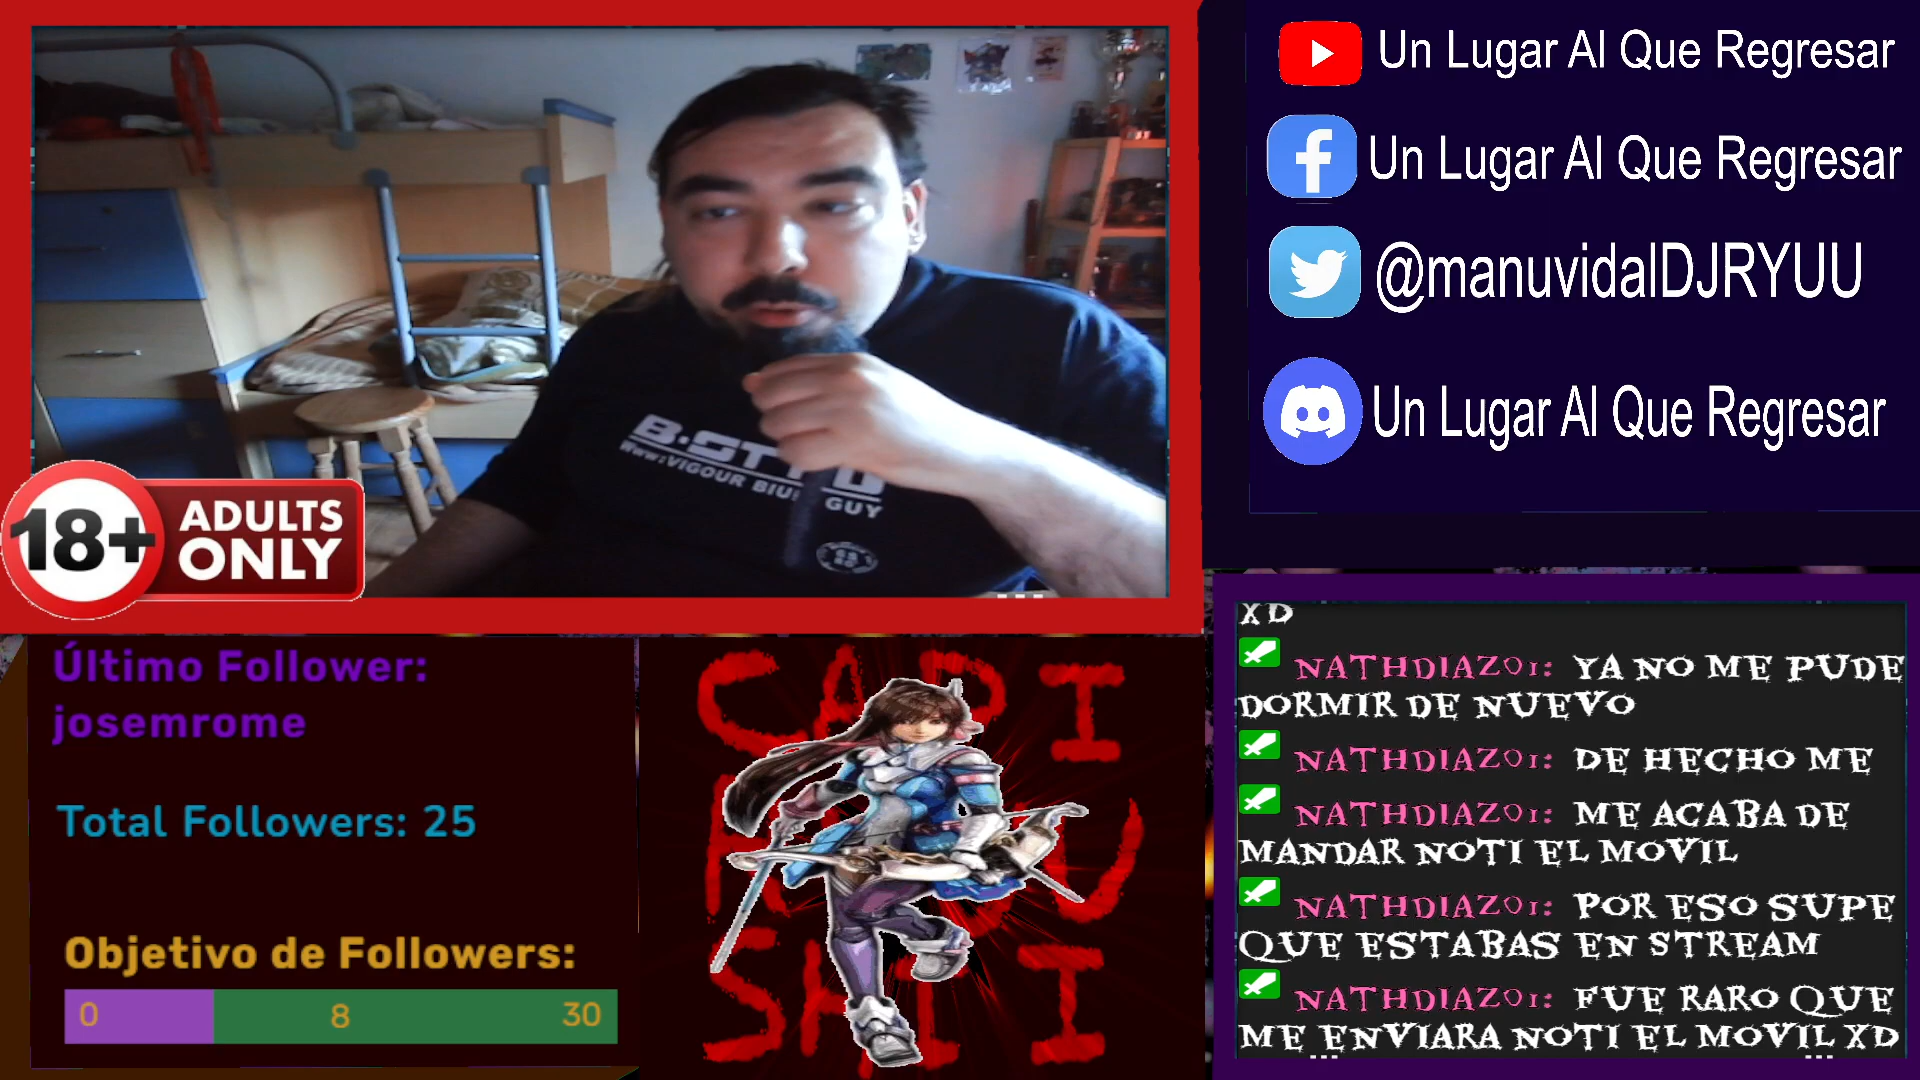 Un Lugar Al Que Regresar
Un Lugar Al Que Regresar
@manuvidalDJRYUU
Un Lugar Al Que Regresar
GUY
18+
ADULTS
ONLY
Último Follower:
josemrome
Total Followers: 25
Objetivo de Followers:
0 8 30
XD
NATHDIAZ01: YA NO ME PUDE
DORMIR DE NUEVO
NATHDIAZ01: DE HECHO ME
NATHDIAZ01: ME ACABA DE
MANDAR NOTI EL MOVIL
NATHDIAZ01: POR ESO SUPE
QUE ESTABAS EN STREAM
NATHDIAZ01: FUE RARO QUE
ME ENVIARA NOTI EL MOVIL XD